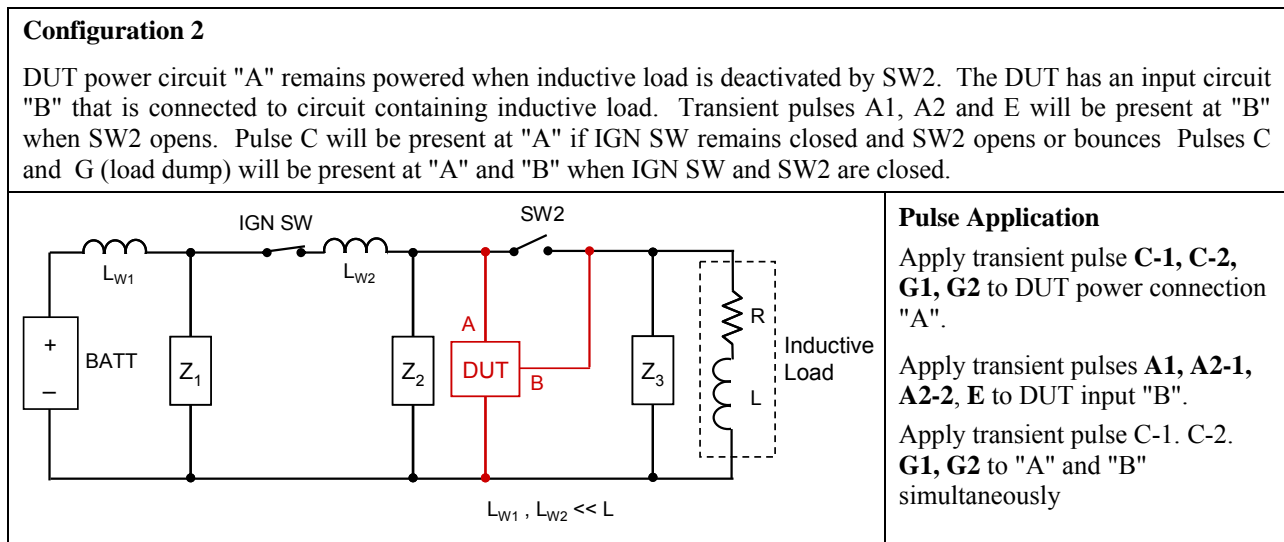 Configuration 2
DUT power circuit "A" remains powered when inductive load is deactivated by SW2. The DUT has an input circuit
"B" that is connected to circuit containing inductive load. Transient pulses A1, A2 and E will be present at "B"
when SW2 opens. Pulse C will be present at "A" if IGN SW remains closed and SW2 opens or bounces Pulses C
and G (load dump) will be present at "A" and "B" when IGN SW and SW2 are closed.
IGN SW
SW2
LW1
LW2
+
BATT
–
Z1
Z2
A
DUT
B
Z3
R
L
Inductive
Load
LW1 , LW2 << L
Pulse Application
Apply transient pulse C-1, C-2,
G1, G2 to DUT power connection
"A".
Apply transient pulses A1, A2-1,
A2-2, E to DUT input "B".
Apply transient pulse C-1. C-2.
G1, G2 to "A" and "B"
simultaneously